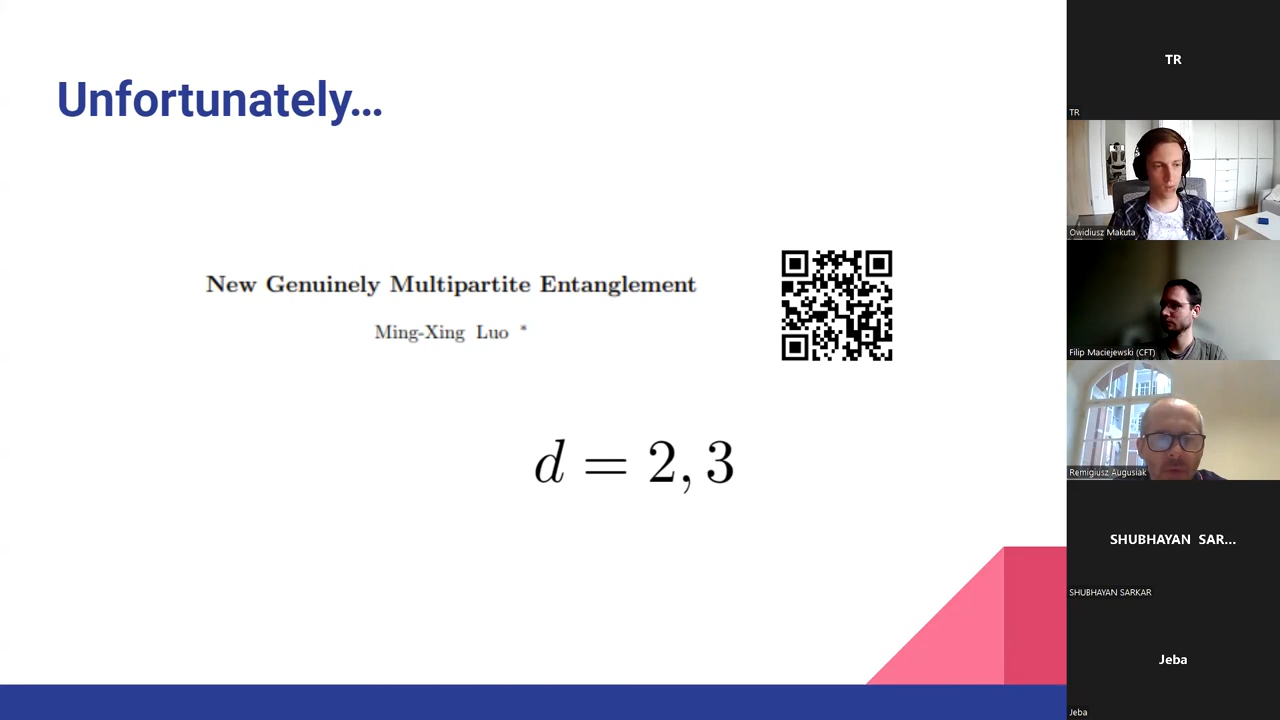 Unfortunately...
New Genuinely Multipartite Entanglement
Ming-Xing Luo *
d = 2, 3
TR
TR
Owidiusz Makuta
Filip Maciejewski (CFT)
Remigiusz Augusiak
SHUBHAYAN SAR...
SHUBHAYAN SARKAR
Jeba
Jeba